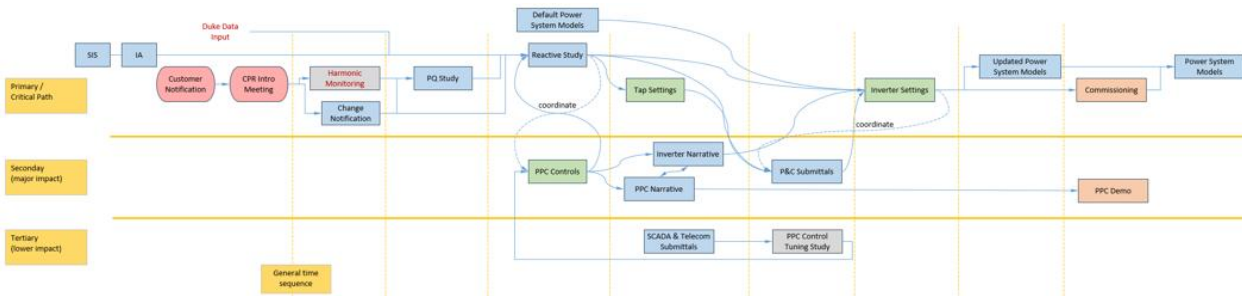 Default Power
System Models
Duke Data
Input
SIS
IA
Reactive Study
Customer
Notification
CPR Intro
Meeting
Harmonic
Monitoring
PQ Study
Updated Power
System Models
Power System
Models
Primary /
Critical Path
Tap Settings
Inverter Settings
Commissioning
Change
Notification
coordinate
coordinate
Inverter Narrative
Seconday
(major impact)
PPC Controls
P&C Submittals
PPC Narrative
PPC Demo
Tertiary
(lower impact)
SCADA & Telecom
Submittals
PPC Control
Tuning Study
General time
sequence